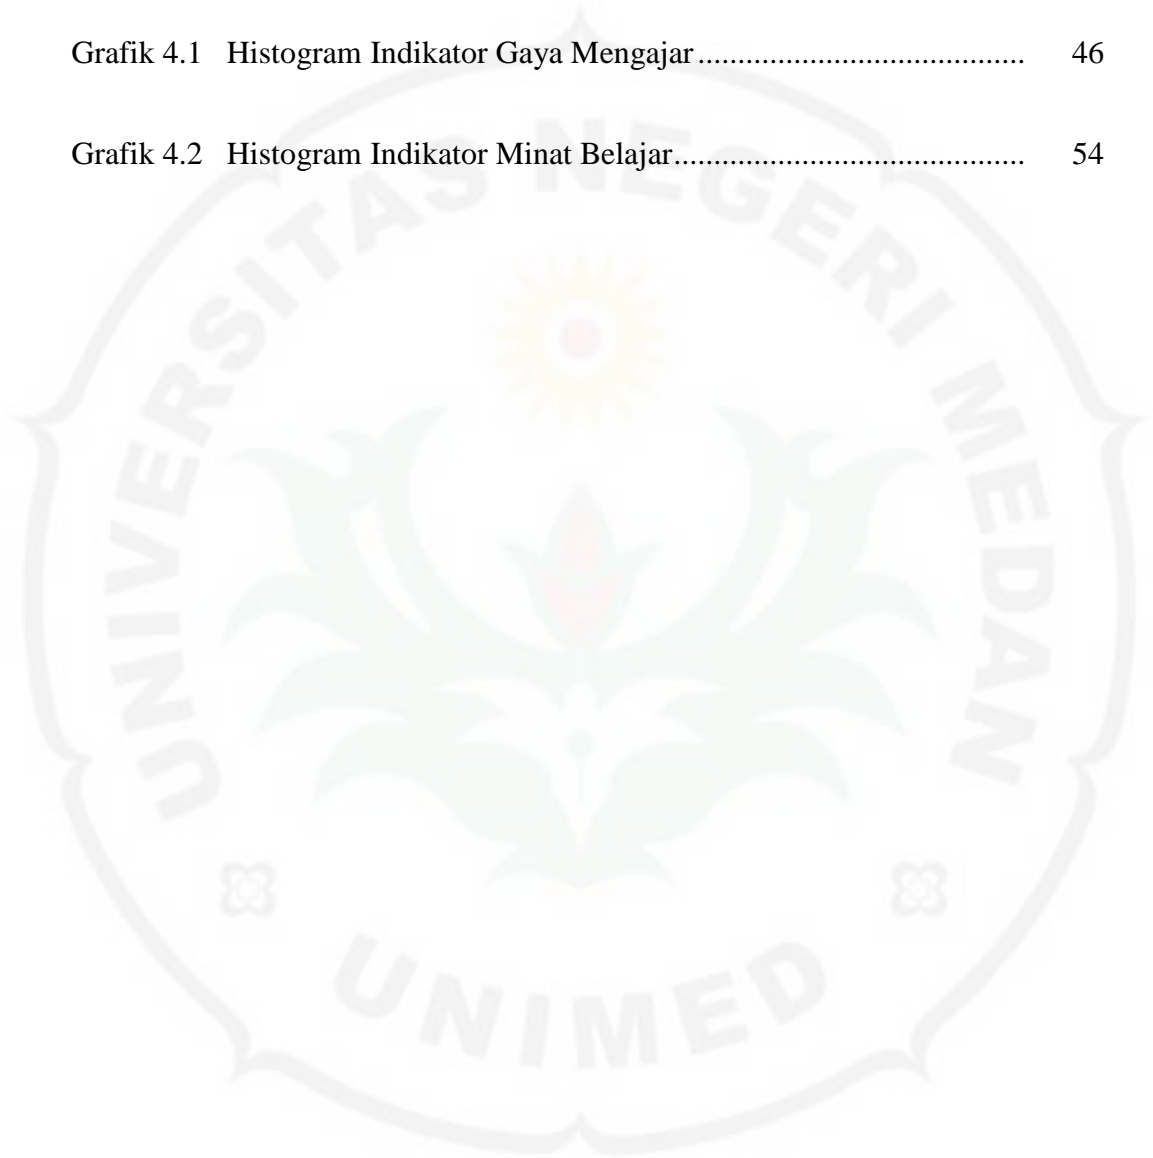 Grafik 4.1 Histogram Indikator Gaya Mengajar ......................................... 46
Grafik 4.2 Histogram Indikator Minat Belajar............................................ 54
UNIVERSITAS NEGERI MEDAN
UNIMED